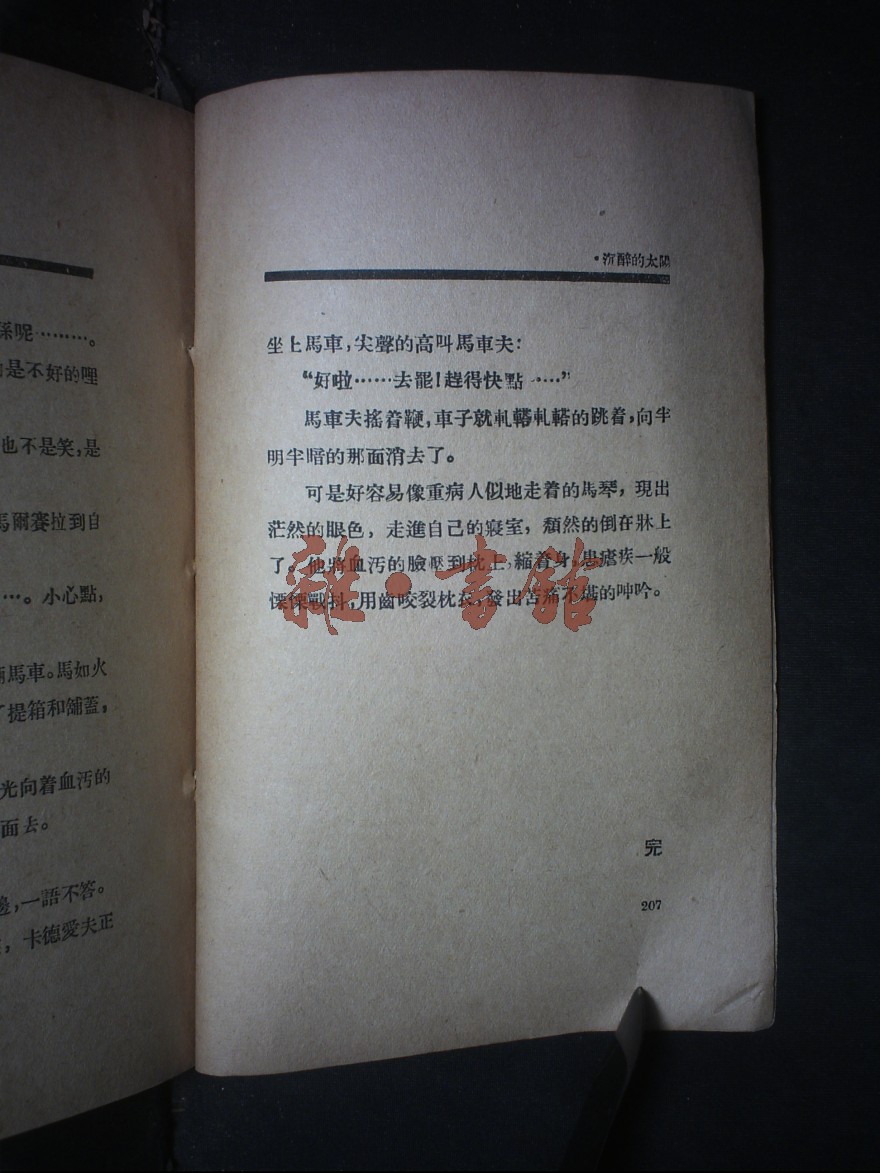 孫呢………。
是不好的哩
也不是笑,是
馬爾賽拉到自
…。小心點,
馬車。馬如火
提箱和舖蓋,
光向着血汚的
面去。
邊,一語不答。
卡德愛夫正
•沉醉的太陽
坐上馬車,尖聲的高叫馬車夫:
“好啦……去罷!趕得快點……”
馬車夫搖着鞭,車子就軋轕軋轕的跳着,向半
明半暗的那面消去了。
可是好容易像重病人似地走着的馬琴,現出
茫然的眼色,走進自己的寢室,頹然的倒在牀上
了。他將血汚的臉壓到枕上,縮着身,患瘧疾一般
慄慄戰抖,用齒咬裂枕衣,發出苦痛不堪的呻吟。
完
207
雜·書館